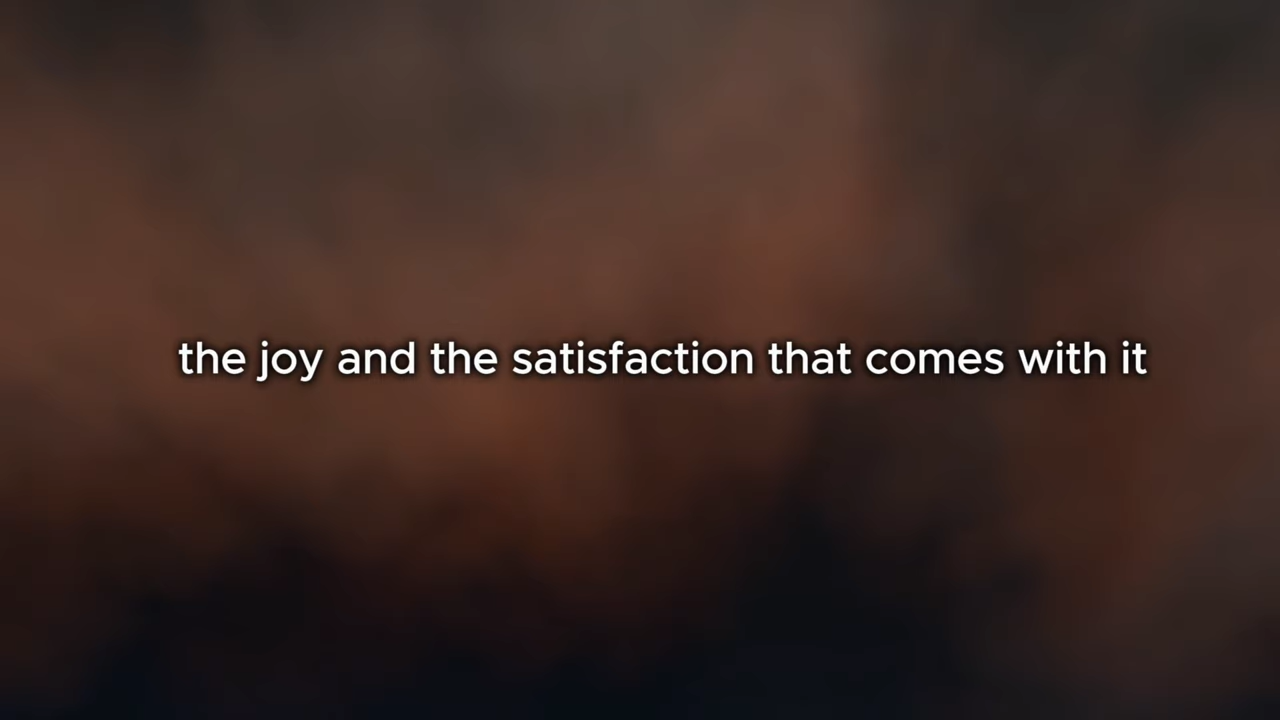 the joy and the satisfaction that comes with it